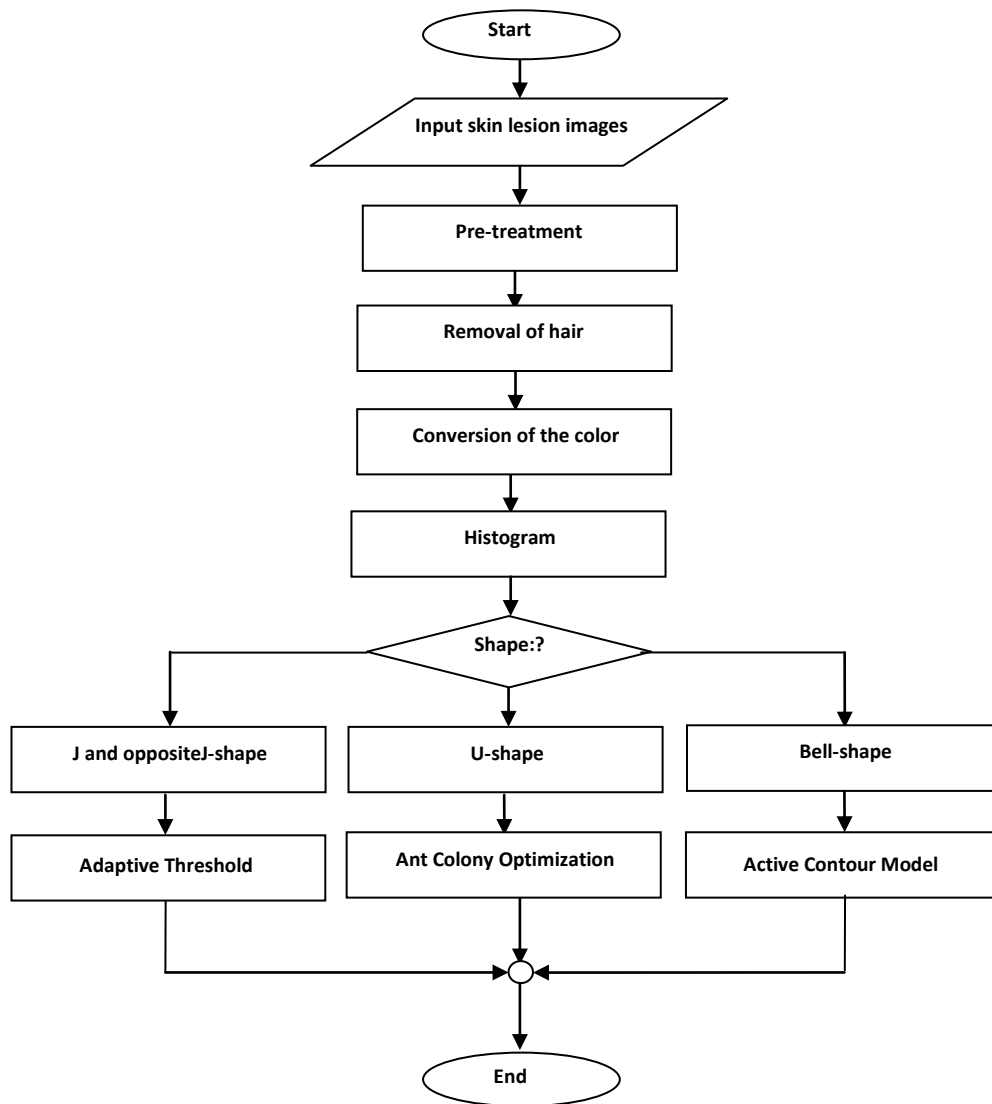 Start
Input skin lesion images
Pre-treatment
Removal of hair
Conversion of the color
Histogram
Shape:?
J and oppositeJ-shape
U-shape
Bell-shape
Adaptive Threshold
Ant Colony Optimization
Active Contour Model
End